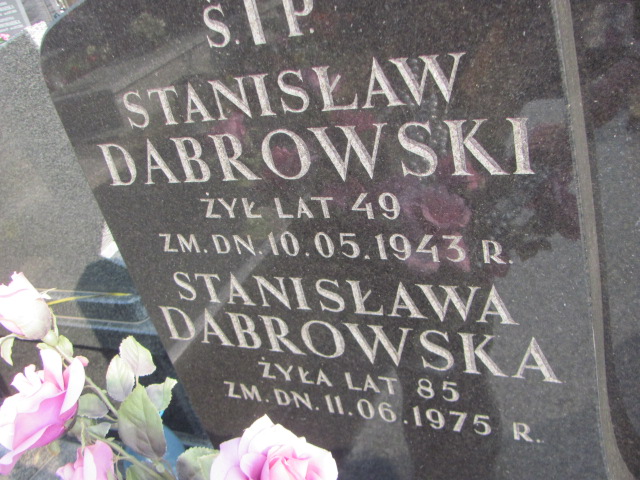 Ś.I P.
STANISŁAW
DĄBROWSKI
ŻYŁ LAT 49
ZM. DN. 10.05.1943 R.
STANISŁAWA
DĄBROWSKA
ŻYŁA LAT 85
ZM. DN. 11.06.1975 R.